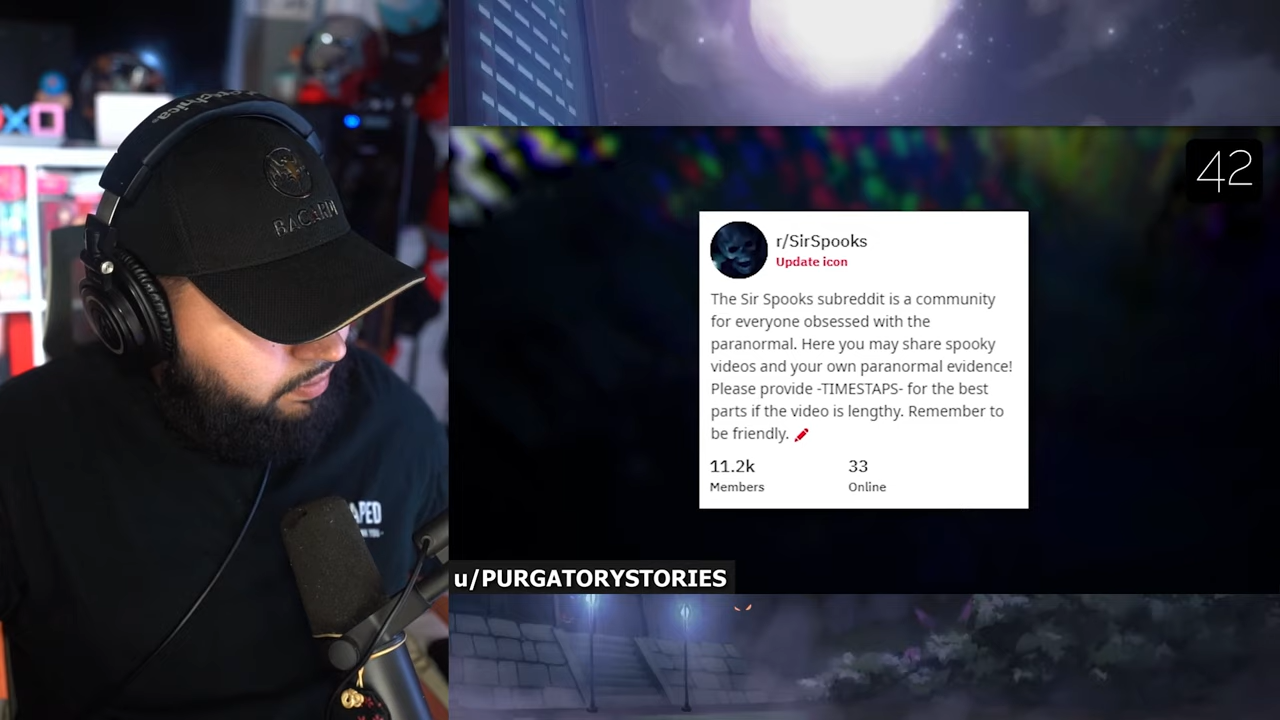 42
r/SirSpooks
Update icon
The Sir Spooks subreddit is a community
for everyone obsessed with the
paranormal. Here you may share spooky
videos and your own paranormal evidence!
Please provide -TIMESTAPS- for the best
parts if the video is lengthy. Remember to
be friendly.
11.2k 33
Members Online
u/PURGATORYSTORIES